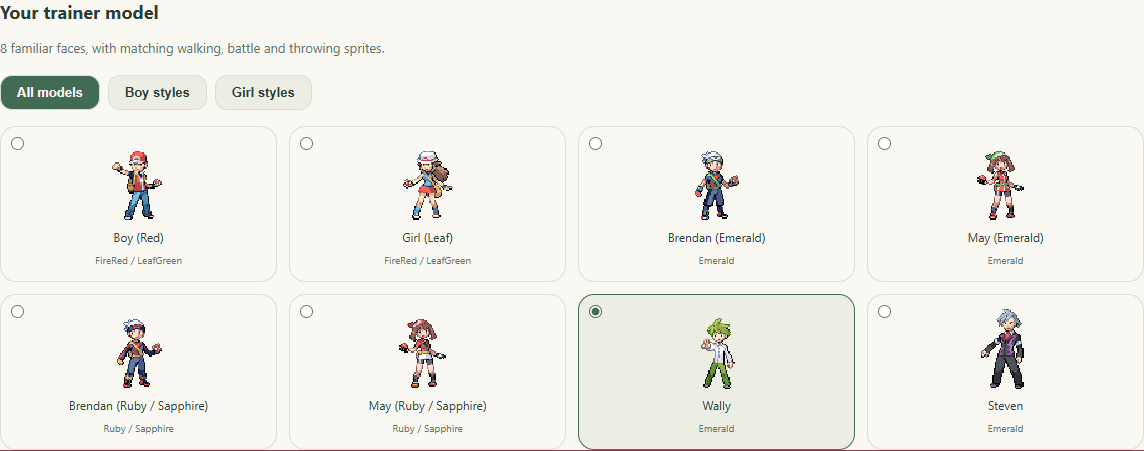 Your trainer model
8 familiar faces, with matching walking, battle and throwing sprites.
All models
Boy styles
Girl styles
Boy (Red)
FireRed / LeafGreen
Girl (Leaf)
FireRed / LeafGreen
Brendan (Emerald)
Emerald
May (Emerald)
Emerald
Brendan (Ruby / Sapphire)
Ruby / Sapphire
May (Ruby / Sapphire)
Ruby / Sapphire
Wally
Emerald
Steven
Emerald